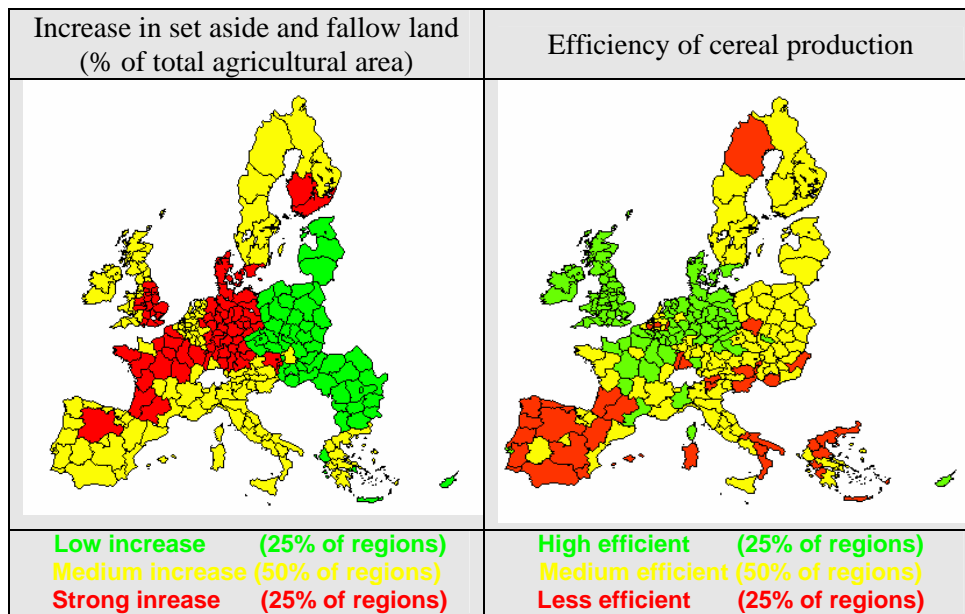 Increase in set aside and fallow land
(% of total agricultural area)
Efficiency of cereal production
Low increase (25% of regions)
Medium increase (50% of regions)
Strong inrease (25% of regions)
High efficient (25% of regions)
Medium efficient (50% of regions)
Less efficient (25% of regions)